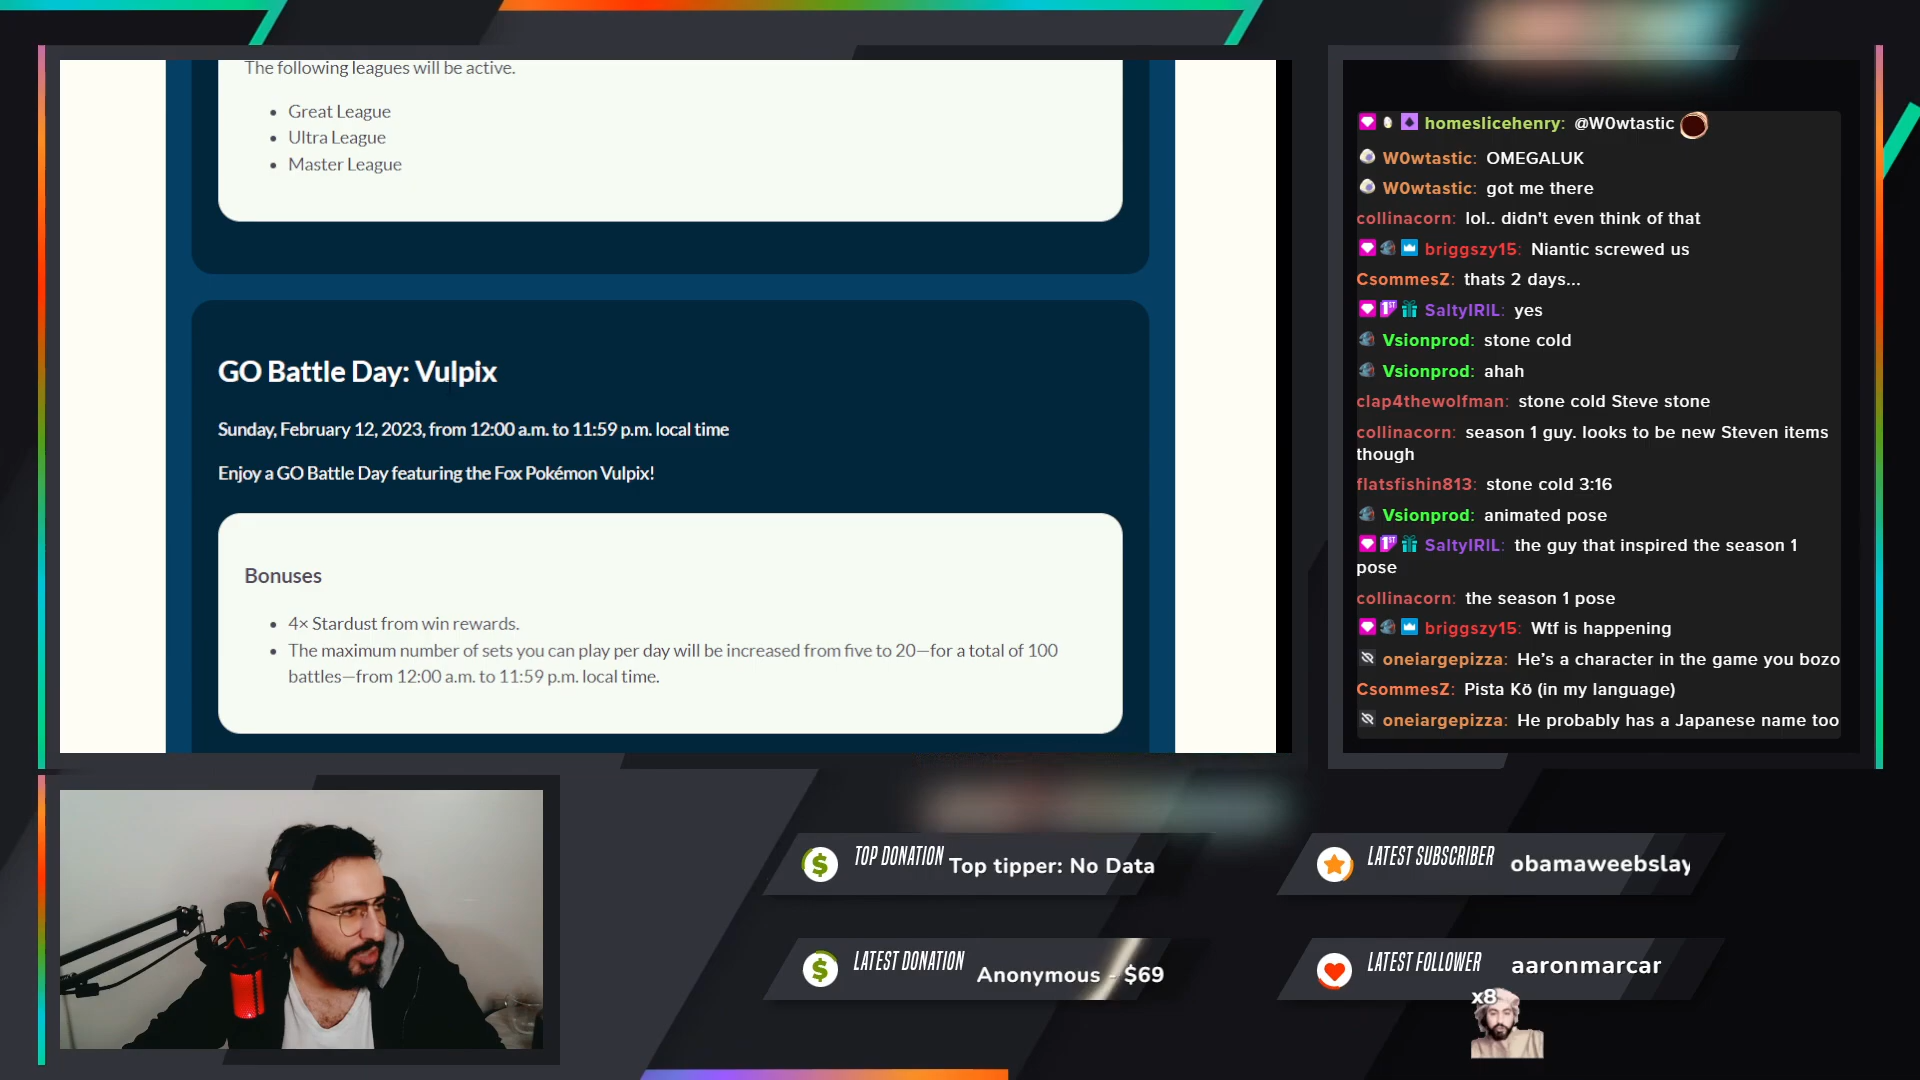 The following leagues will be active.
• Great League
• Ultra League
• Master League
GO Battle Day: Vulpix
Sunday, February 12, 2023, from 12:00 a.m. to 11:59 p.m. local time
Enjoy a GO Battle Day featuring the Fox Pokémon Vulpix!
Bonuses
• 4× Stardust from win rewards.
• The maximum number of sets you can play per day will be increased from five to 20—for a total of 100
battles—from 12:00 a.m. to 11:59 p.m. local time.
homeslicehenry: @W0wtastic
W0wtastic: OMEGALUK
W0wtastic: got me there
collinacorn: lol.. didn't even think of that
briggszy15: Niantic screwed us
CsommesZ: thats 2 days...
SaltyIRIL: yes
Vsionprod: stone cold
Vsionprod: ahah
clap4thewolfman: stone cold Steve stone
collinacorn: season 1 guy. looks to be new Steven items
though
flatsfishin813: stone cold 3:16
Vsionprod: animated pose
SaltyIRIL: the guy that inspired the season 1
pose
collinacorn: the season 1 pose
briggszy15: Wtf is happening
oneiargepizza: He's a character in the game you bozo
CsommesZ: Pista Kö (in my language)
oneiargepizza: He probably has a Japanese name too
TOP DONATION Top tipper: No Data
LATEST SUBSCRIBER obamaweebslay
LATEST DONATION Anonymous - $69
LATEST FOLLOWER aaronmarcar
x8